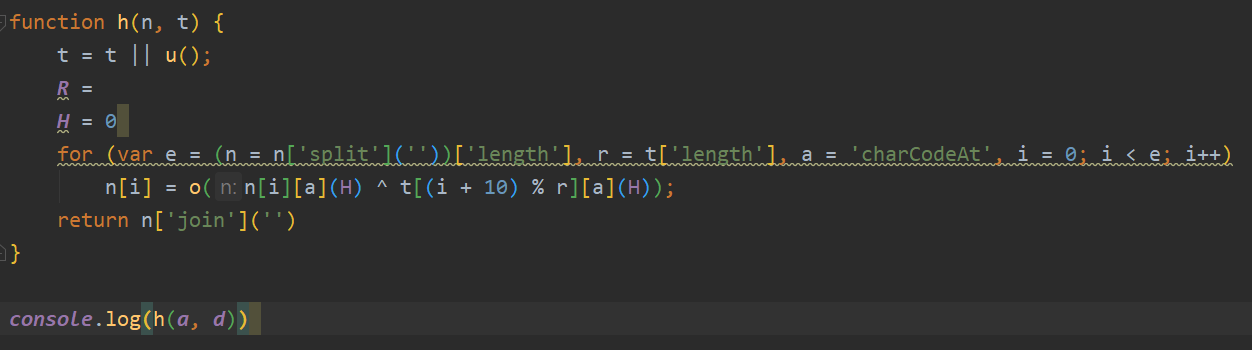 function h(n, t) {
    t = t || u();
    R =
    H = 0
    for (var e = (n = n['split'](''))['length'], r = t['length'], a = 'charCodeAt', i = 0; i < e; i++)
        n[i] = o( n: n[i][a](H) ^ t[(i + 10) % r][a](H));
    return n['join']('')
}
console.log(h(a, d))